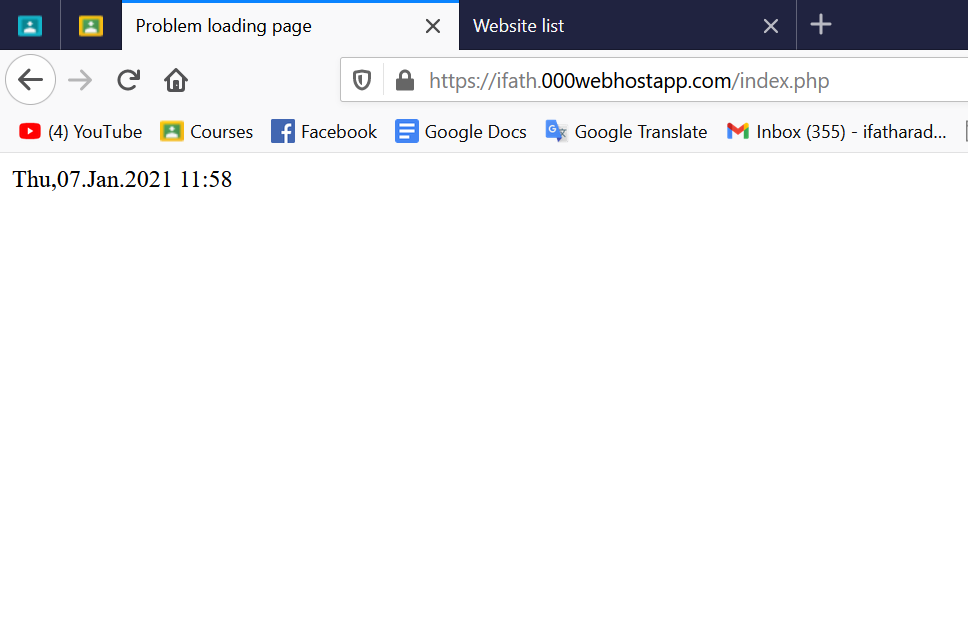 Problem loading page
Website list
https://ifath.000webhostapp.com/index.php
(4) YouTube
Courses
Facebook
Google Docs
Google Translate
Inbox (355) - ifatharad...
Thu,07.Jan.2021 11:58